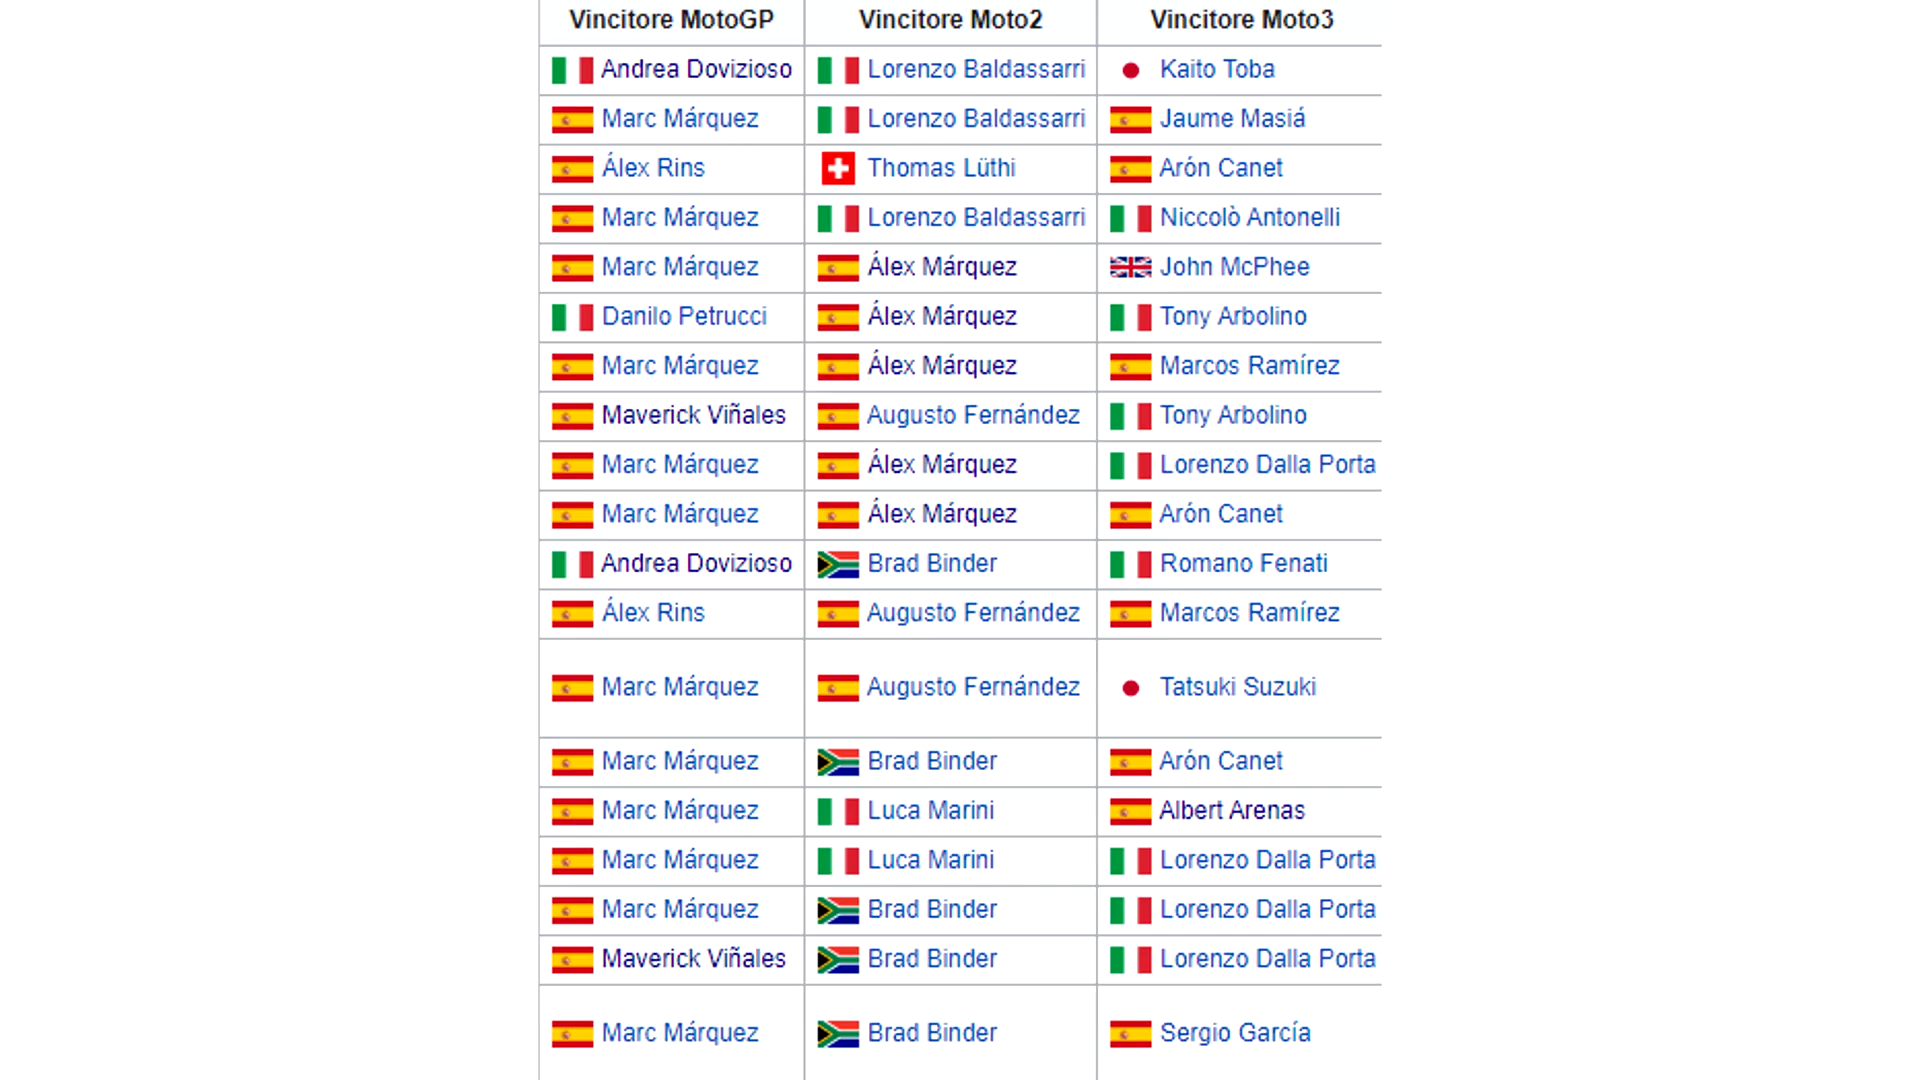 Vincitore MotoGP Vincitore Moto2 Vincitore Moto3
Andrea Dovizioso Lorenzo Baldassarri Kaito Toba
Marc Márquez Lorenzo Baldassarri Jaume Masiá
Álex Rins Thomas Lüthi Arón Canet
Marc Márquez Lorenzo Baldassarri Niccolò Antonelli
Marc Márquez Álex Márquez John McPhee
Danilo Petrucci Álex Márquez Tony Arbolino
Marc Márquez Álex Márquez Marcos Ramírez
Maverick Viñales Augusto Fernández Tony Arbolino
Marc Márquez Álex Márquez Lorenzo Dalla Porta
Marc Márquez Álex Márquez Arón Canet
Andrea Dovizioso Brad Binder Romano Fenati
Álex Rins Augusto Fernández Marcos Ramírez
Marc Márquez Augusto Fernández Tatsuki Suzuki
Marc Márquez Brad Binder Arón Canet
Marc Márquez Luca Marini Albert Arenas
Marc Márquez Luca Marini Lorenzo Dalla Porta
Marc Márquez Brad Binder Lorenzo Dalla Porta
Maverick Viñales Brad Binder Lorenzo Dalla Porta
Marc Márquez Brad Binder Sergio García